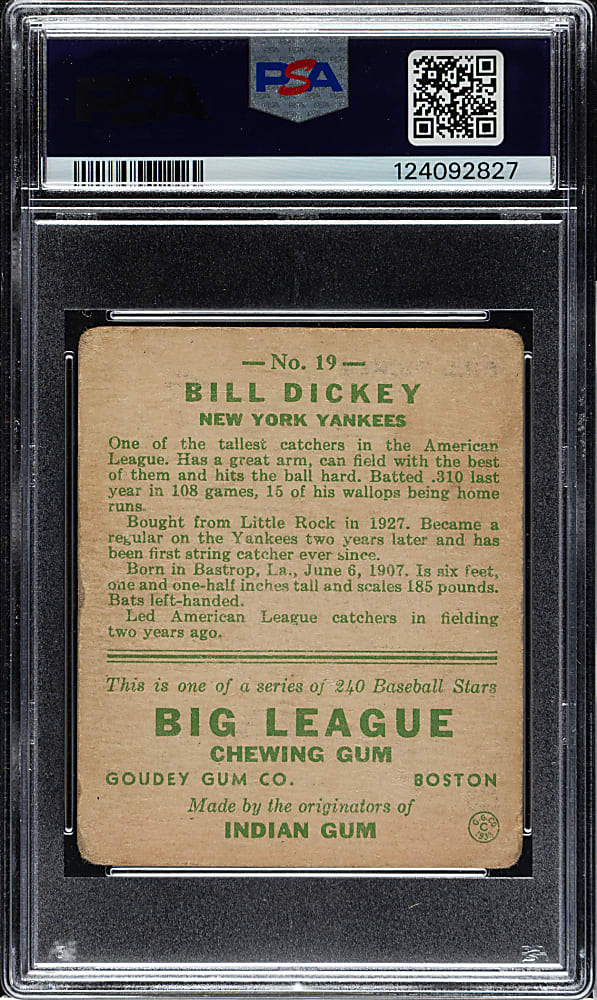 PSA
124092827
— No. 19 —
BILL DICKEY
NEW YORK YANKEES
One of the tallest catchers in the American
League. Has a great arm, can field with the best
of them and hits the ball hard. Batted .310 last
year in 108 games, 15 of his wallops being home
runs.
Bought from Little Rock in 1927. Became a
regular on the Yankees two years later and has
been first string catcher ever since.
Born in Bastrop, La., June 6, 1907. Is six feet,
one and one-half inches tall and scales 185 pounds.
Bats left-handed.
Led American League catchers in fielding
two years ago.
This is one of a series of 240 Baseball Stars
BIG LEAGUE
CHEWING GUM
GOUDEY GUM CO. BOSTON
Made by the originators of
INDIAN GUM
G.G.CO
C